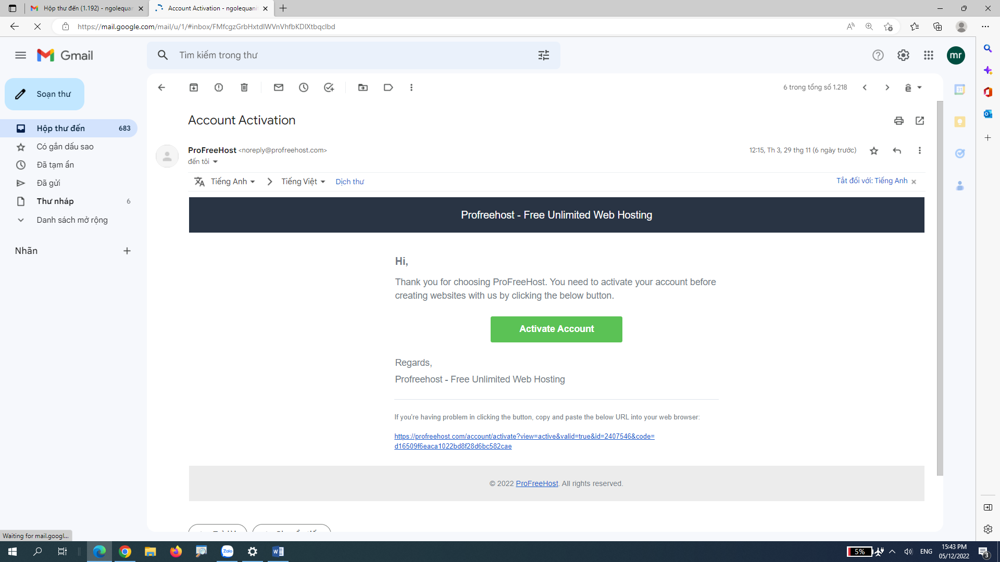 Hộp thư đến (1.192) - ngolequan
Account Activation - ngolequani
https://mail.google.com/mail/u/1/#inbox/FMfcgzGrbHxtdlWVnVhfbKDlXtbqclbd
Gmail
Tìm kiếm trong thư
mr
Soạn thư
6 trong tổng số 1.218
Hộp thư đến 683
Có gắn dấu sao
Đã tạm ẩn
Đã gửi
Thư nháp 6
Danh sách mở rộng
Nhãn
Account Activation
ProFreeHost <noreply@profreehost.com>
12:15, Th 3, 29 thg 11 (6 ngày trước)
đến tôi
Tiếng Anh Tiếng Việt Dịch thư
Tắt đối với: Tiếng Anh
Profreehost - Free Unlimited Web Hosting
Hi,
Thank you for choosing ProFreeHost. You need to activate your account before
creating websites with us by clicking the below button.
Activate Account
Regards,
Profreehost - Free Unlimited Web Hosting
If you're having problem in clicking the button, copy and paste the below URL into your web browser:
https://profreehost.com/account/activate?view=active&valid=true&id=2407546&code=
d16509f6eaca1022bd8f28d6bc582cae
© 2022 ProFreeHost. All rights reserved.
Waiting for mail.googl...
Zalo
5%
ENG
15:43 PM
05/12/2022
3